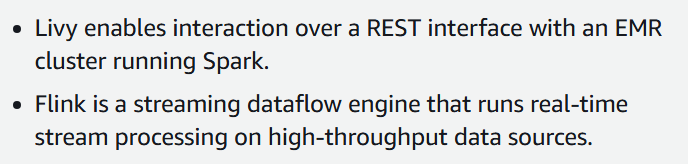 • Livy enables interaction over a REST interface with an EMR
cluster running Spark.
• Flink is a streaming dataflow engine that runs real-time
stream processing on high-throughput data sources.